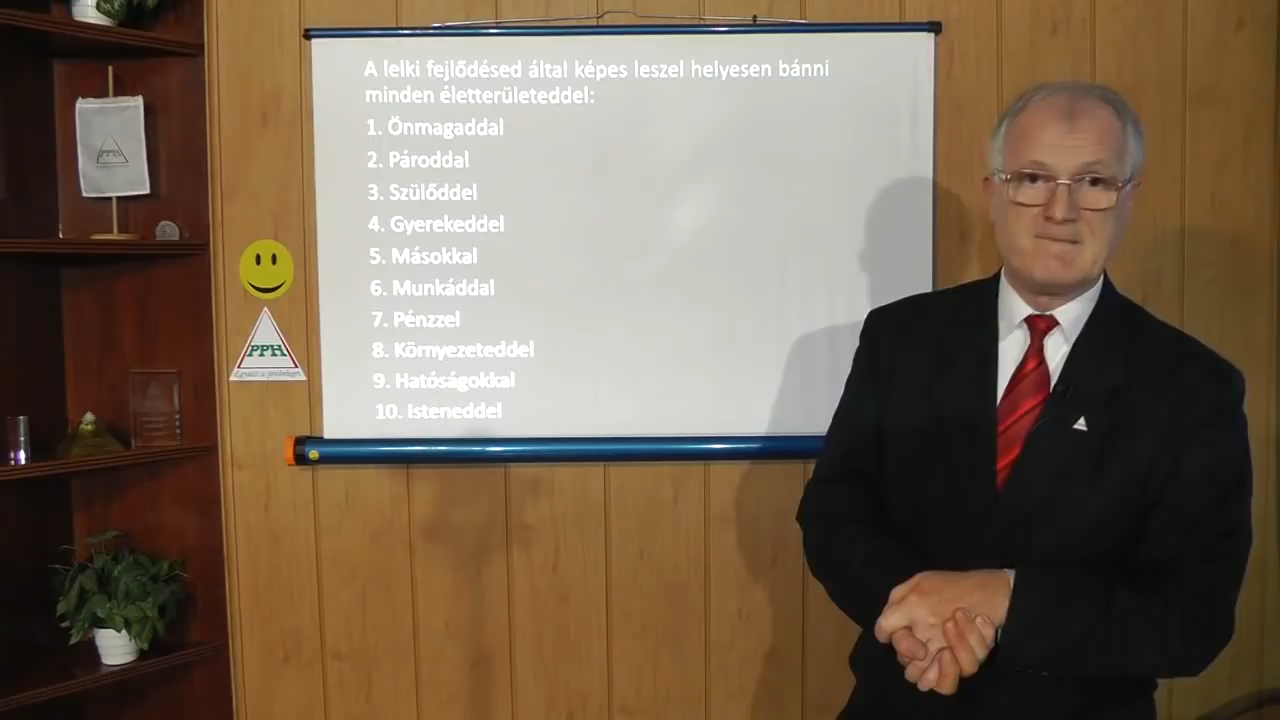 A lelki fejlődésed által képes leszel helyesen bánni
minden életterületeddel:
1. Önmagaddal
2. Pároddal
3. Szülőddel
4. Gyerekeddel
5. Másokkal
6. Munkáddal
7. Pénzzel
8. Környezeteddel
9. Hatóságokkal
10. Isteneddel
PPH